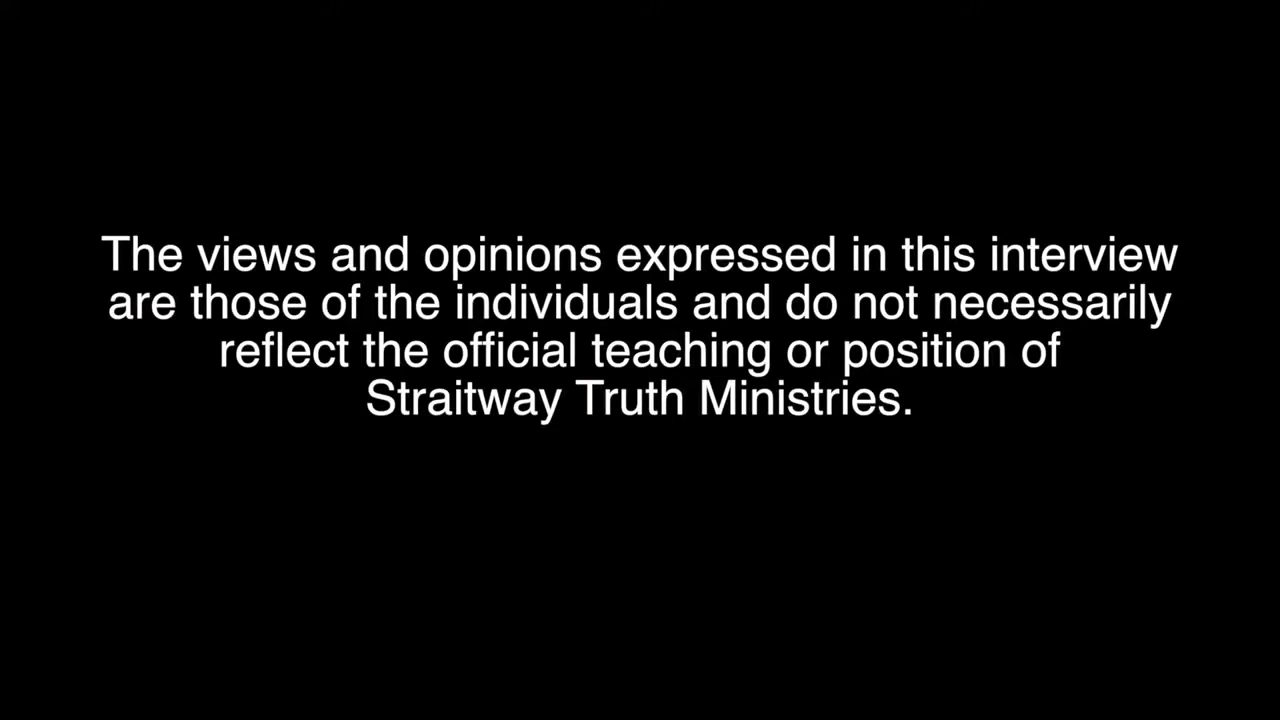 The views and opinions expressed in this interview
are those of the individuals and do not necessarily
reflect the official teaching or position of
Straitway Truth Ministries.